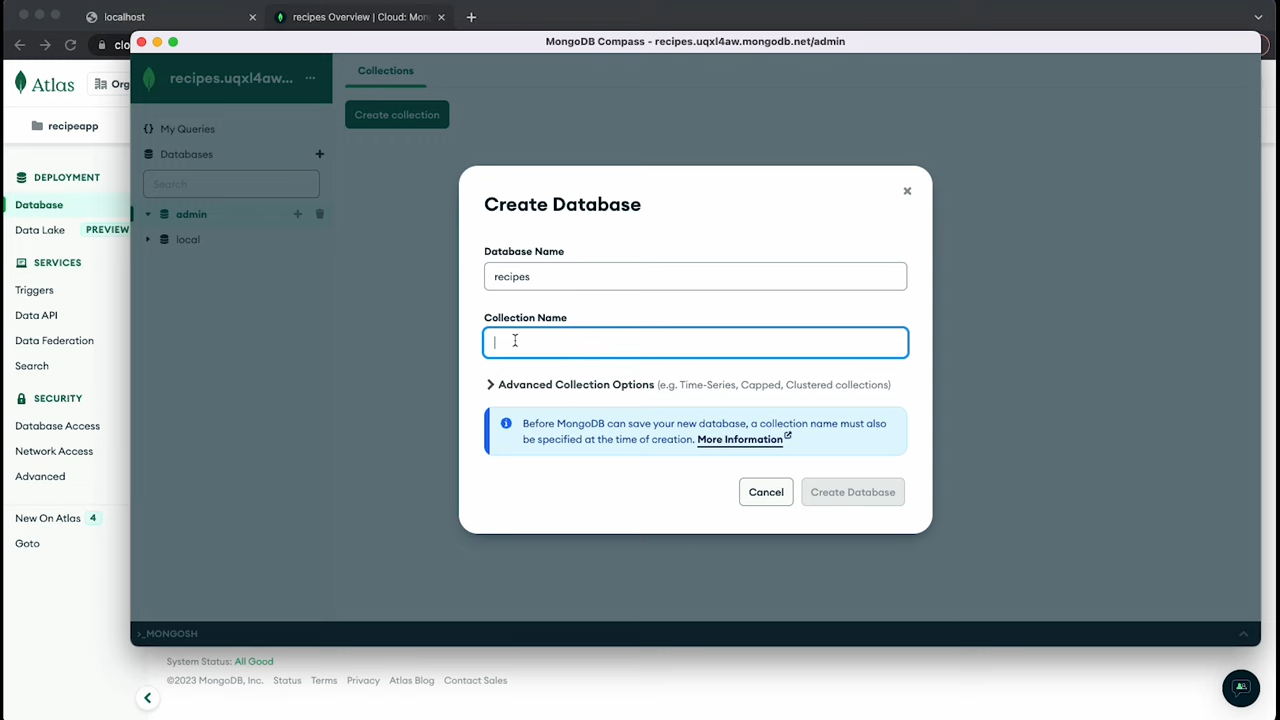 localhost
recipes Overview | Cloud: Mon
clo
MongoDB Compass - recipes.uqxl4aw.mongodb.net/admin
Atlas
Org
recipeapp
DEPLOYMENT
Database
Data Lake
PREVIEW
SERVICES
Triggers
Data API
Data Federation
Search
SECURITY
Database Access
Network Access
Advanced
New On Atlas 4
Goto
recipes.uqxl4aw...
{} My Queries
Databases
Search
admin
local
Collections
Create collection
Create Database
Database Name
recipes
Collection Name
Advanced Collection Options (e.g. Time-Series, Capped, Clustered collections)
Before MongoDB can save your new database, a collection name must also
be specified at the time of creation. More Information
Cancel
Create Database
>_MONGOSH
System Status: All Good
©2023 MongoDB, Inc. Status Terms Privacy Atlas Blog Contact Sales